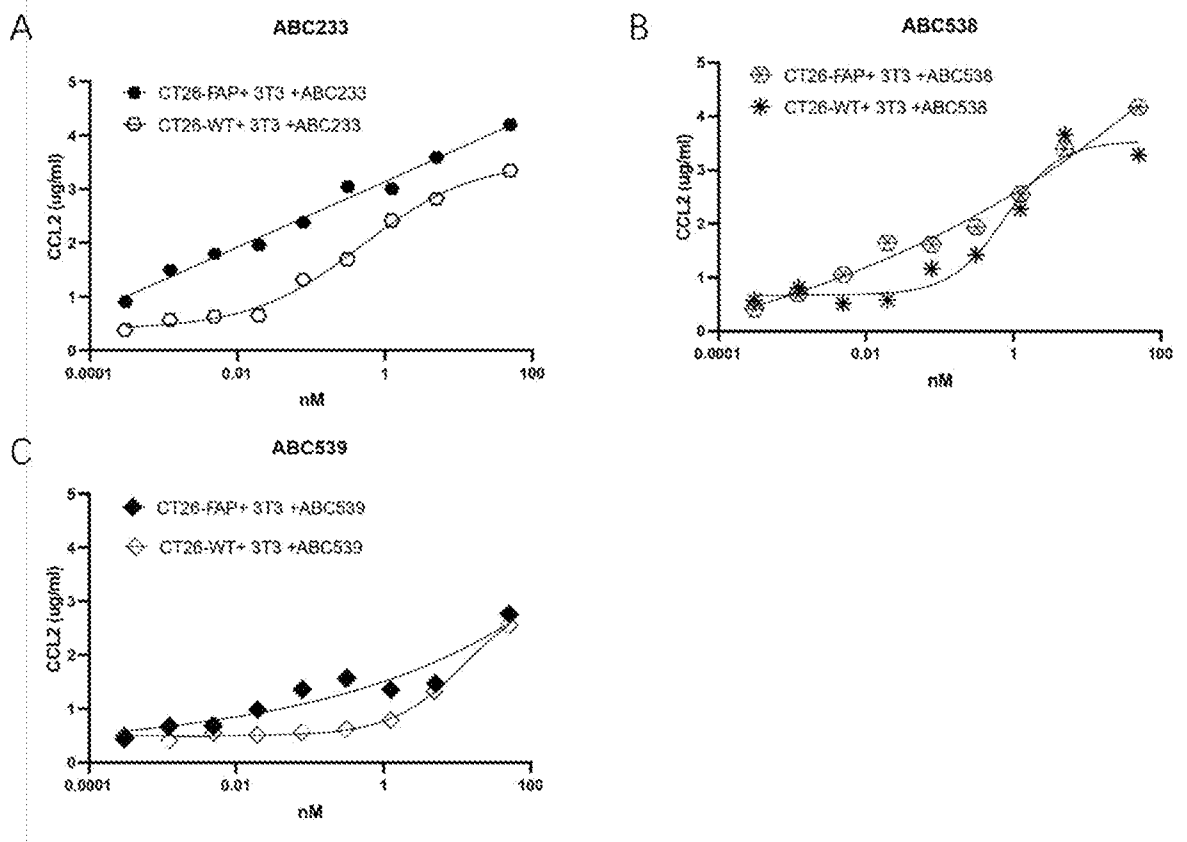 A
ABC233
5
4
3
2
1
0
CCL2 (ug/ml)
CT26-FAP+ 3T3 +ABC233
CT26-WT+ 3T3 +ABC233
0.0001
0.01
1
100
nM
B
ABC538
5
4
3
2
1
0
CCL2 (ug/ml)
CT26-FAP+ 3T3 +ABC538
CT26-WT+ 3T3 +ABC538
0.0001
0.01
1
100
nM
C
ABC539
5
4
3
2
1
0
CCL2 (ug/ml)
CT26-FAP+ 3T3 +ABC539
CT26-WT+ 3T3 +ABC539
0.0001
0.01
1
100
nM